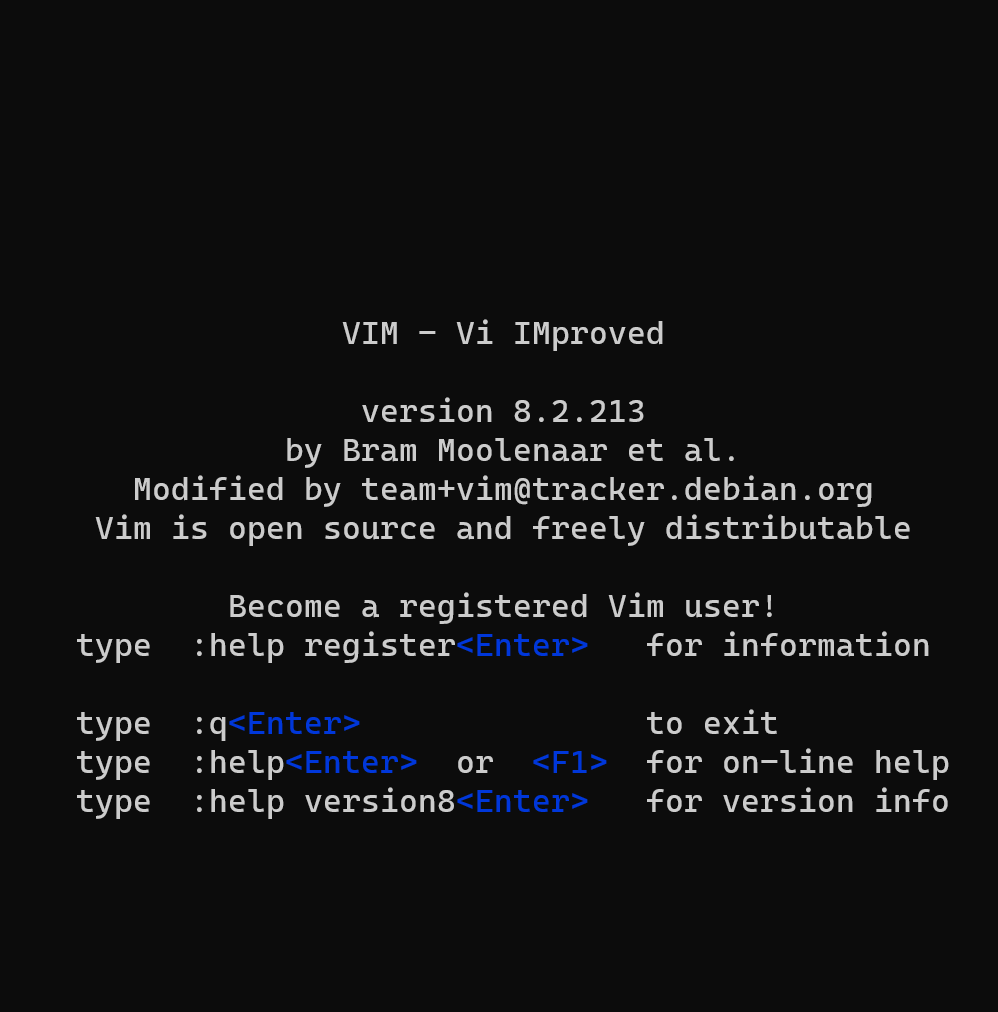 VIM - Vi IMproved
version 8.2.213
by Bram Moolenaar et al.
Modified by team+vim@tracker.debian.org
Vim is open source and freely distributable
Become a registered Vim user!
type  :help register<Enter>   for information
type  :q<Enter>               to exit
type  :help<Enter>  or  <F1>  for on-line help
type  :help version8<Enter>   for version info